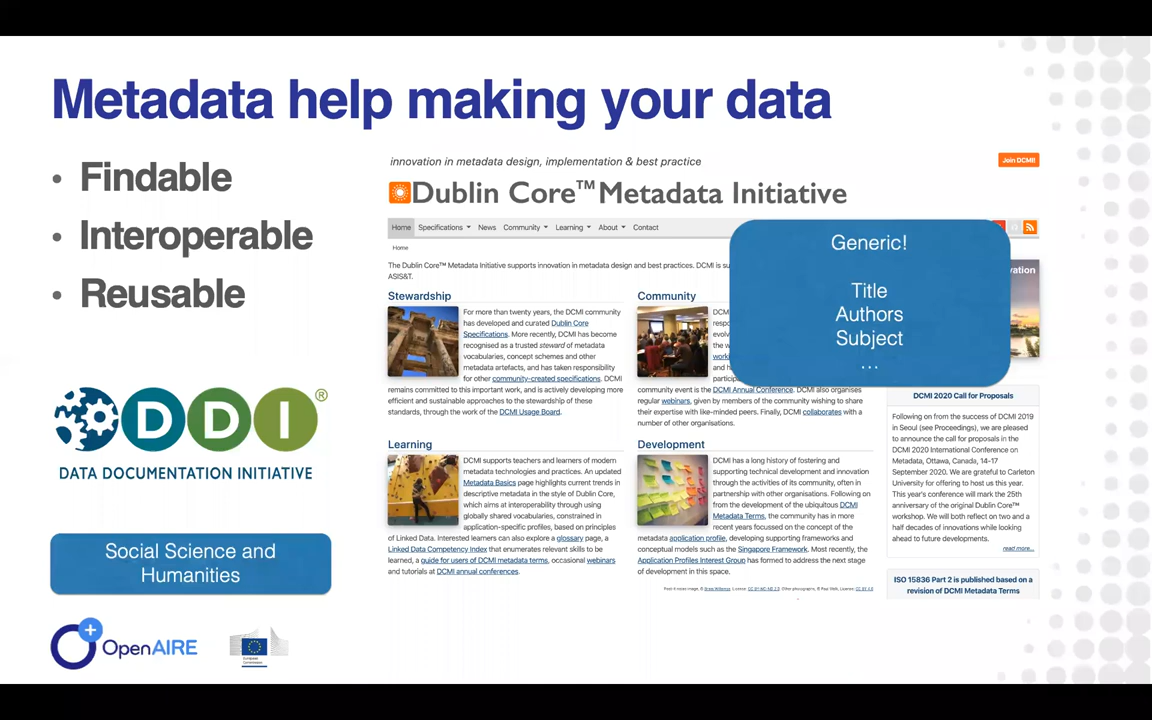 Metadata help making your data
• Findable
• Interoperable
• Reusable
DDI®
DATA DOCUMENTATION INITIATIVE
Social Science and
Humanities
OpenAIRE
European
Commission
innovation in metadata design, implementation & best practice
Join DCMI!
Dublin Core™ Metadata Initiative
Home Specifications News Community Learning About Contact
Home
The Dublin Core™ Metadata Initiative supports innovation in metadata design and best practices. DCMI is
ASIS&T.
Generic!
Title
Authors
Subject
...
Stewardship
For more than twenty years, the DCMI community
has developed and curated Dublin Core
Specifications. More recently, DCMI has become
recognised as a trusted steward of metadata
vocabularies, concept schemes and other
metadata artefacts, and has taken responsibility
for other community-created specifications. DCMI
remains committed to this important work, and is actively developing more
efficient and sustainable approaches to the stewardship of these
standards, through the work of the DCMI Usage Board.
Community
DCM
community event is the DCMI Annual Conference. DCMI also organises
regular webinars, given by members of the community wishing to share
their expertise with like-minded peers. Finally, DCMI collaborates with a
number of other organisations.
Learning
DCMI supports teachers and learners of modern
metadata technologies and practices. An updated
Metadata Basics page highlights current trends in
descriptive metadata in the style of Dublin Core,
which aims at interoperability through using
globally shared vocabularies, constrained in
application-specific profiles, based on principles
of Linked Data. Interested learners can also explore a glossary page, a
Linked Data Competency Index that enumerates relevant skills to be
learned, a guide for users of DCMI metadata terms, occasional webinars
and tutorials at DCMI annual conferences.
Development
DCMI has a long history of fostering and
supporting technical development and innovation
through the activities of its community, often in
partnership with other organisations. Following on
from the development of the ubiquitous DCMI
Metadata Terms, the community has in more
recent years focussed on the concept of the
metadata application profile, developing supporting frameworks and
conceptual models such as the Singapore Framework. Most recently, the
Application Profiles Interest Group has formed to address the next stage
of development in this space.
vation
DCMI 2020 Call for Proposals
Following on from the success of DCMI 2019
in Seoul (see Proceedings), we are pleased
to announce the call for proposals in the
DCMI 2020 International Conference on
Metadata, Ottawa, Canada, 14-17
September 2020. We are grateful to Carleton
University for offering to host us this year.
This year's conference will mark the 25th
anniversary of the original Dublin Core™
workshop. We will both reflect on two and a
half decades of innovations while looking
ahead to future developments.
read more...
ISO 15836 Part 2 is published based on a
revision of DCMI Metadata Terms